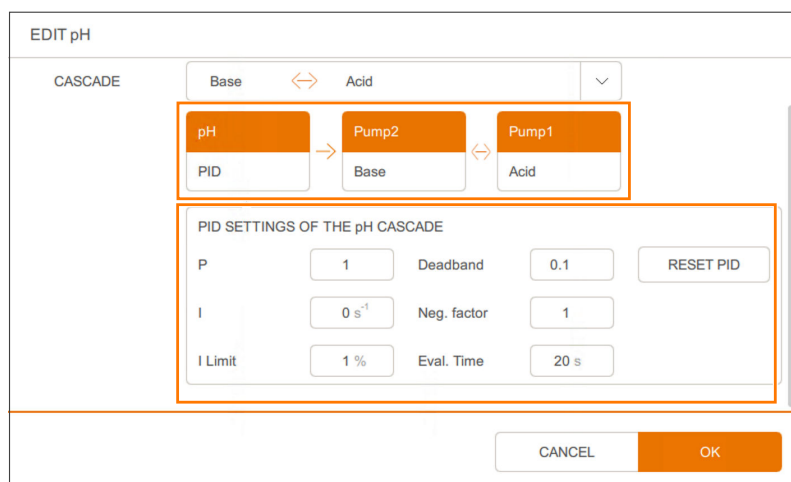 EDIT pH
CASCADE Base <-> Acid
pH Pump2 Pump1
PID Base Acid
PID SETTINGS OF THE pH CASCADE
P 1 Deadband 0.1 RESET PID
I 0 s⁻¹ Neg. factor 1
I Limit 1 % Eval. Time 20 s
CANCEL OK